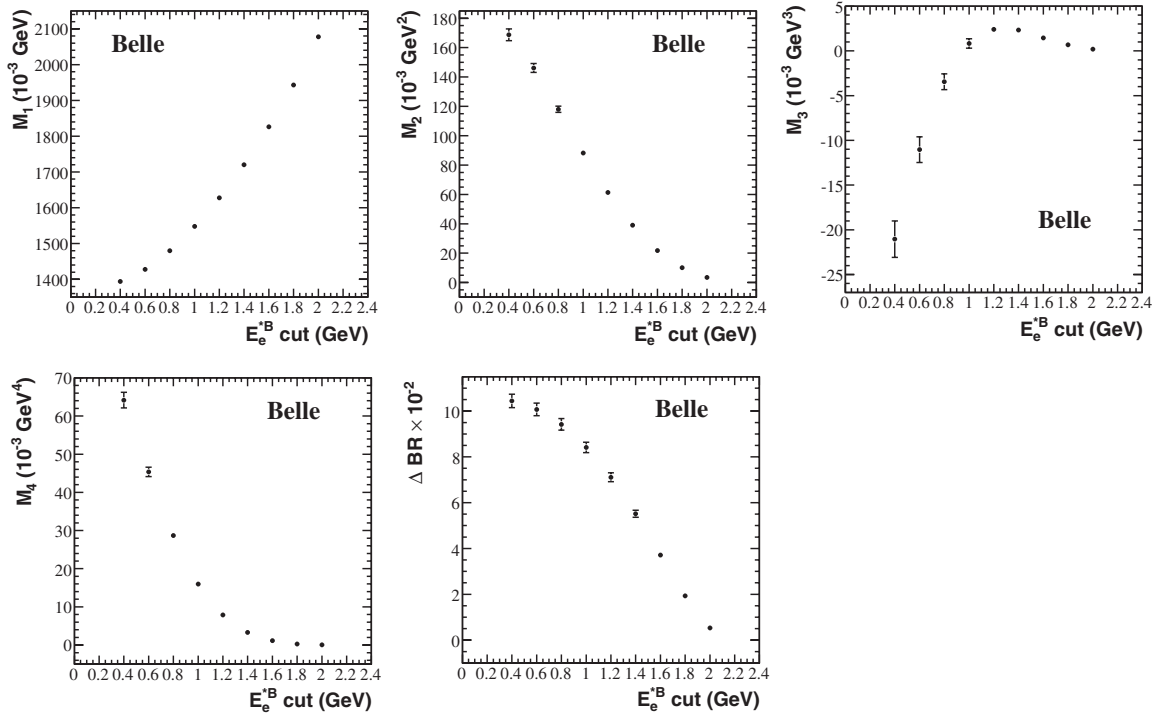 Belle
M₁ (10⁻³ GeV)
2100
2000
1900
1800
1700
1600
1500
1400
0 0.2 0.4 0.6 0.8 1 1.2 1.4 1.6 1.8 2 2.2 2.4
E*Bₑ cut (GeV)
Belle
M₂ (10⁻³ GeV²)
180
160
140
120
100
80
60
40
20
0
0 0.2 0.4 0.6 0.8 1 1.2 1.4 1.6 1.8 2 2.2 2.4
E*Bₑ cut (GeV)
Belle
M₃ (10⁻³ GeV³)
5
0
-5
-10
-15
-20
-25
0 0.2 0.4 0.6 0.8 1 1.2 1.4 1.6 1.8 2 2.2 2.4
E*Bₑ cut (GeV)
Belle
M₄ (10⁻³ GeV⁴)
70
60
50
40
30
20
10
0
0 0.2 0.4 0.6 0.8 1 1.2 1.4 1.6 1.8 2 2.2 2.4
E*Bₑ cut (GeV)
Belle
Δ BR × 10⁻²
10
8
6
4
2
0
0 0.2 0.4 0.6 0.8 1 1.2 1.4 1.6 1.8 2 2.2 2.4
E*Bₑ cut (GeV)